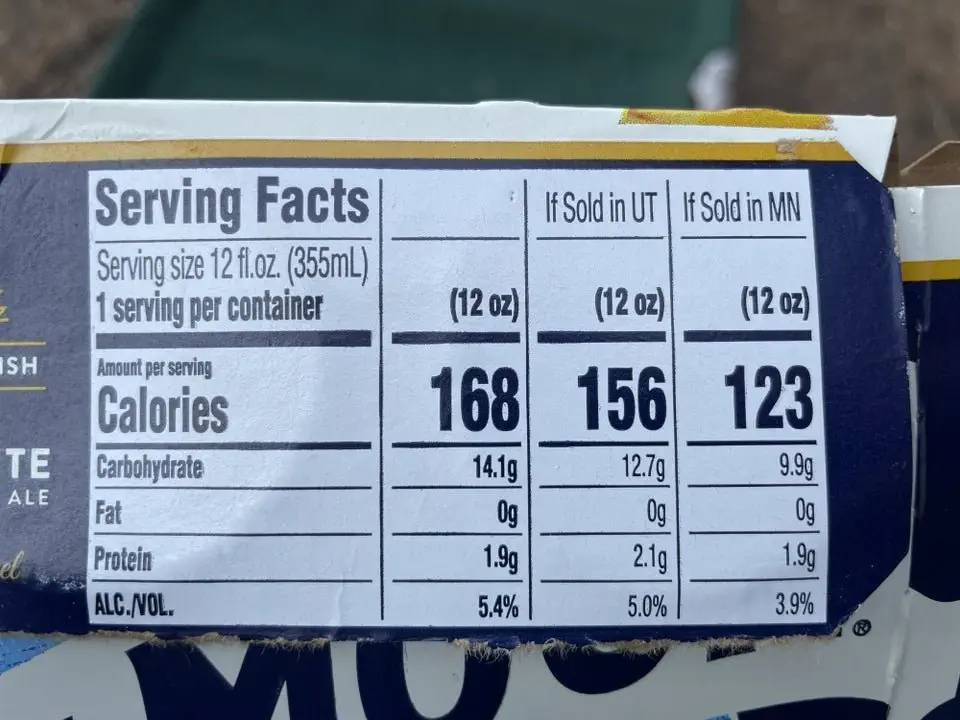 Serving Facts If Sold in UT If Sold in MN
Serving size 12 fl.oz. (355mL)
1 serving per container (12 oz) (12 oz) (12 oz)
Amount per serving
Calories 168 156 123
Carbohydrate 14.1g 12.7g 9.9g
Fat 0g 0g 0g
Protein 1.9g 2.1g 1.9g
ALC./VOL. 5.4% 5.0% 3.9%
ISH
TE
ALE
el
®